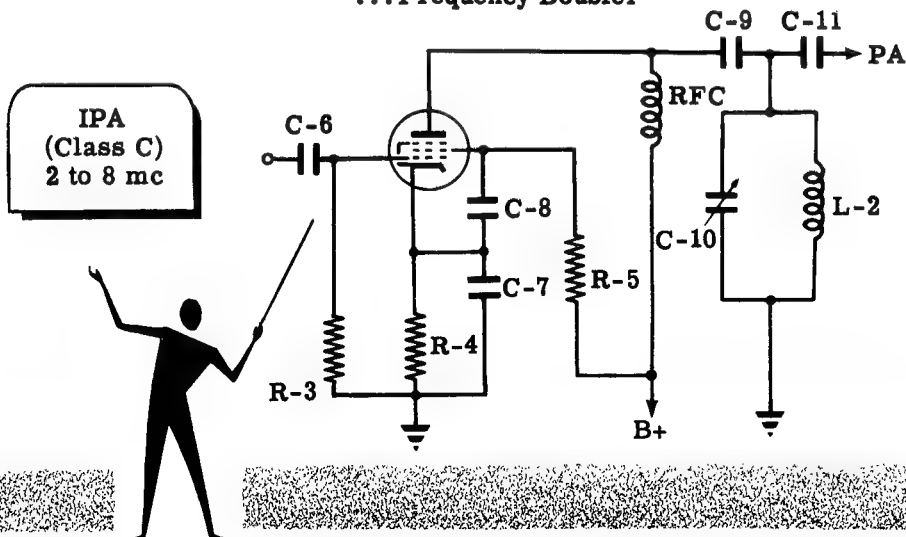 ...Frequency Doubler
C-9
C-11
PA
RFC
IPA
(Class C)
2 to 8 mc
C-6
C-8
L-2
C-10
C-7
R-5
R-4
R-3
B+